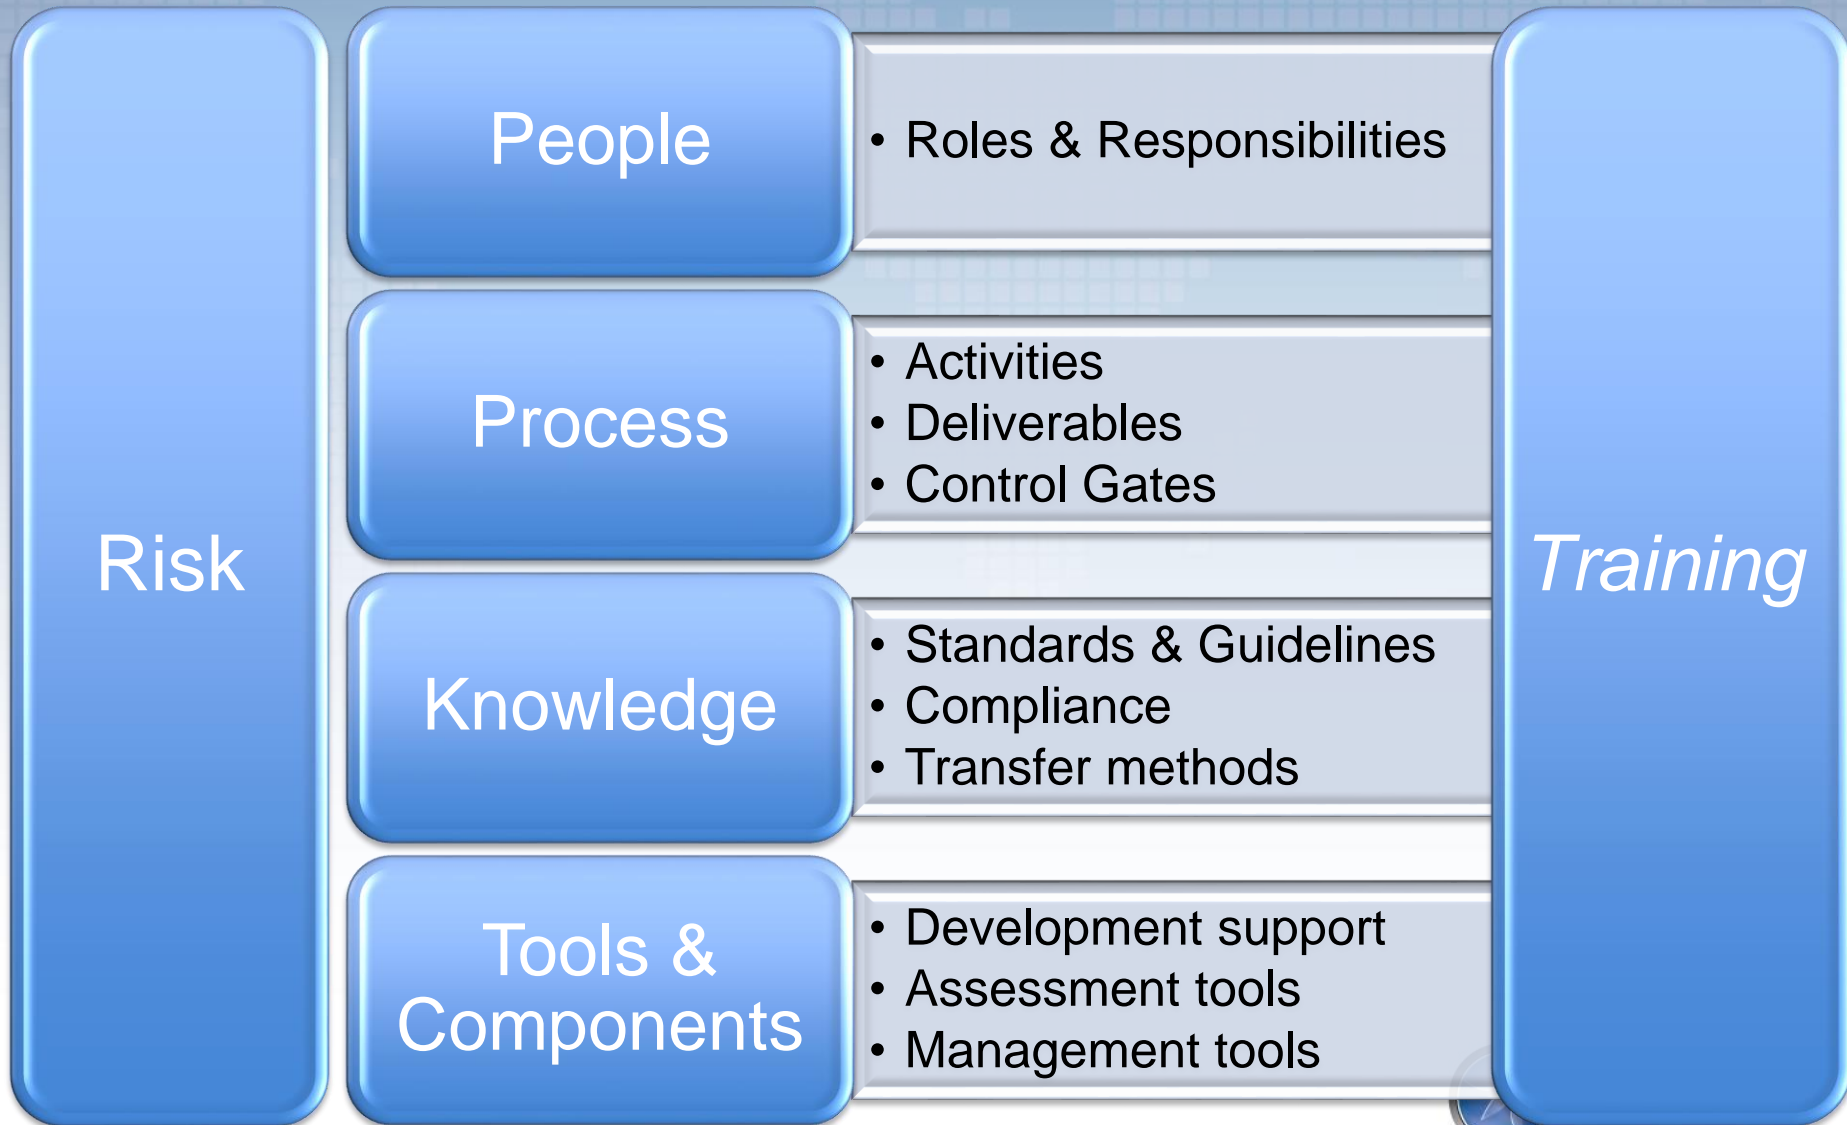 Risk
People
• Roles & Responsibilities
Process
• Activities
• Deliverables
• Control Gates
Knowledge
• Standards & Guidelines
• Compliance
• Transfer methods
Tools &
Components
• Development support
• Assessment tools
• Management tools
Training